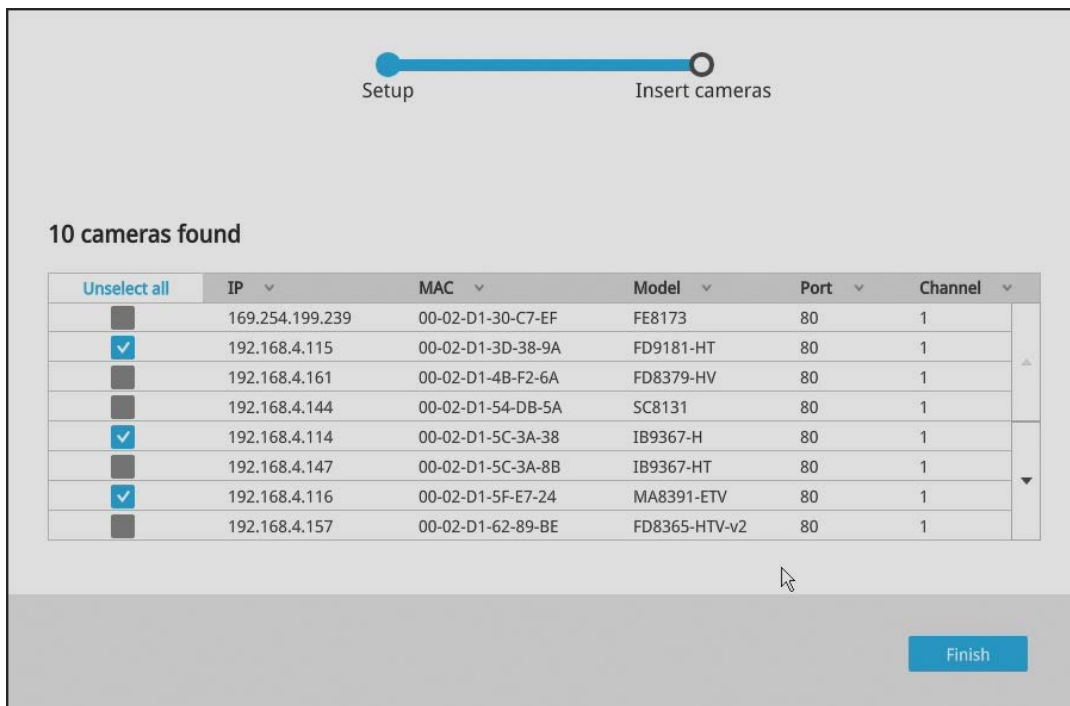 Setup Insert cameras
10 cameras found
Unselect all IP MAC Model Port Channel
169.254.199.239 00-02-D1-30-C7-EF FE8173 80 1
192.168.4.115 00-02-D1-3D-38-9A FD9181-HT 80 1
192.168.4.161 00-02-D1-4B-F2-6A FD8379-HV 80 1
192.168.4.144 00-02-D1-54-DB-5A SC8131 80 1
192.168.4.114 00-02-D1-5C-3A-38 IB9367-H 80 1
192.168.4.147 00-02-D1-5C-3A-8B IB9367-HT 80 1
192.168.4.116 00-02-D1-5F-E7-24 MA8391-ETV 80 1
192.168.4.157 00-02-D1-62-89-BE FD8365-HTV-v2 80 1
Finish